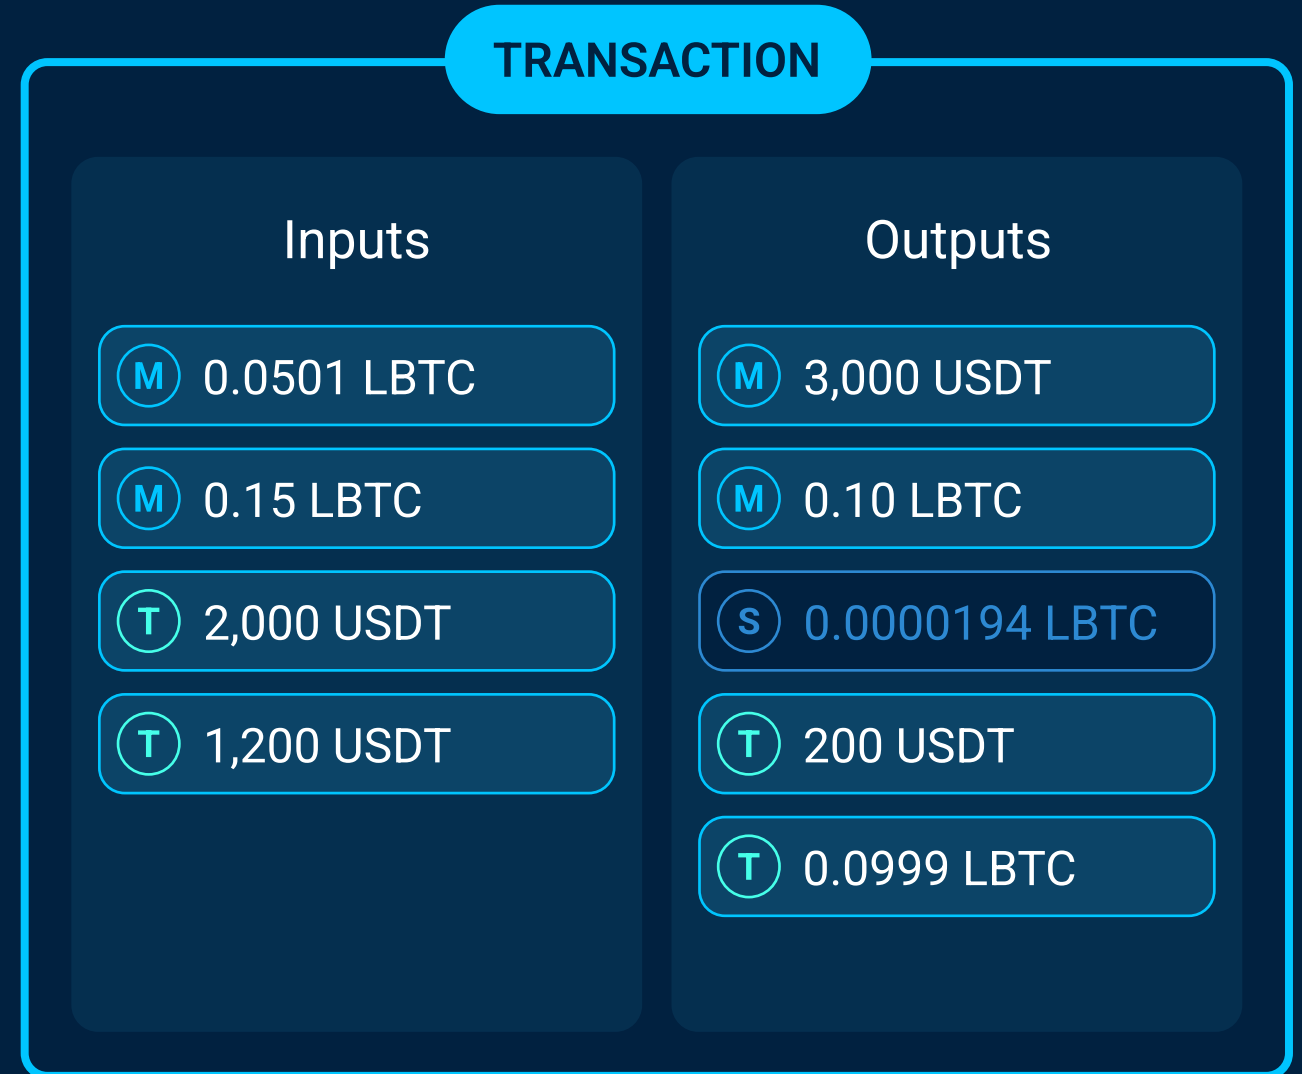 TRANSACTION
Inputs
M 0.0501 LBTC
M 0.15 LBTC
T 2,000 USDT
T 1,200 USDT
Outputs
M 3,000 USDT
M 0.10 LBTC
S 0.0000194 LBTC
T 200 USDT
T 0.0999 LBTC